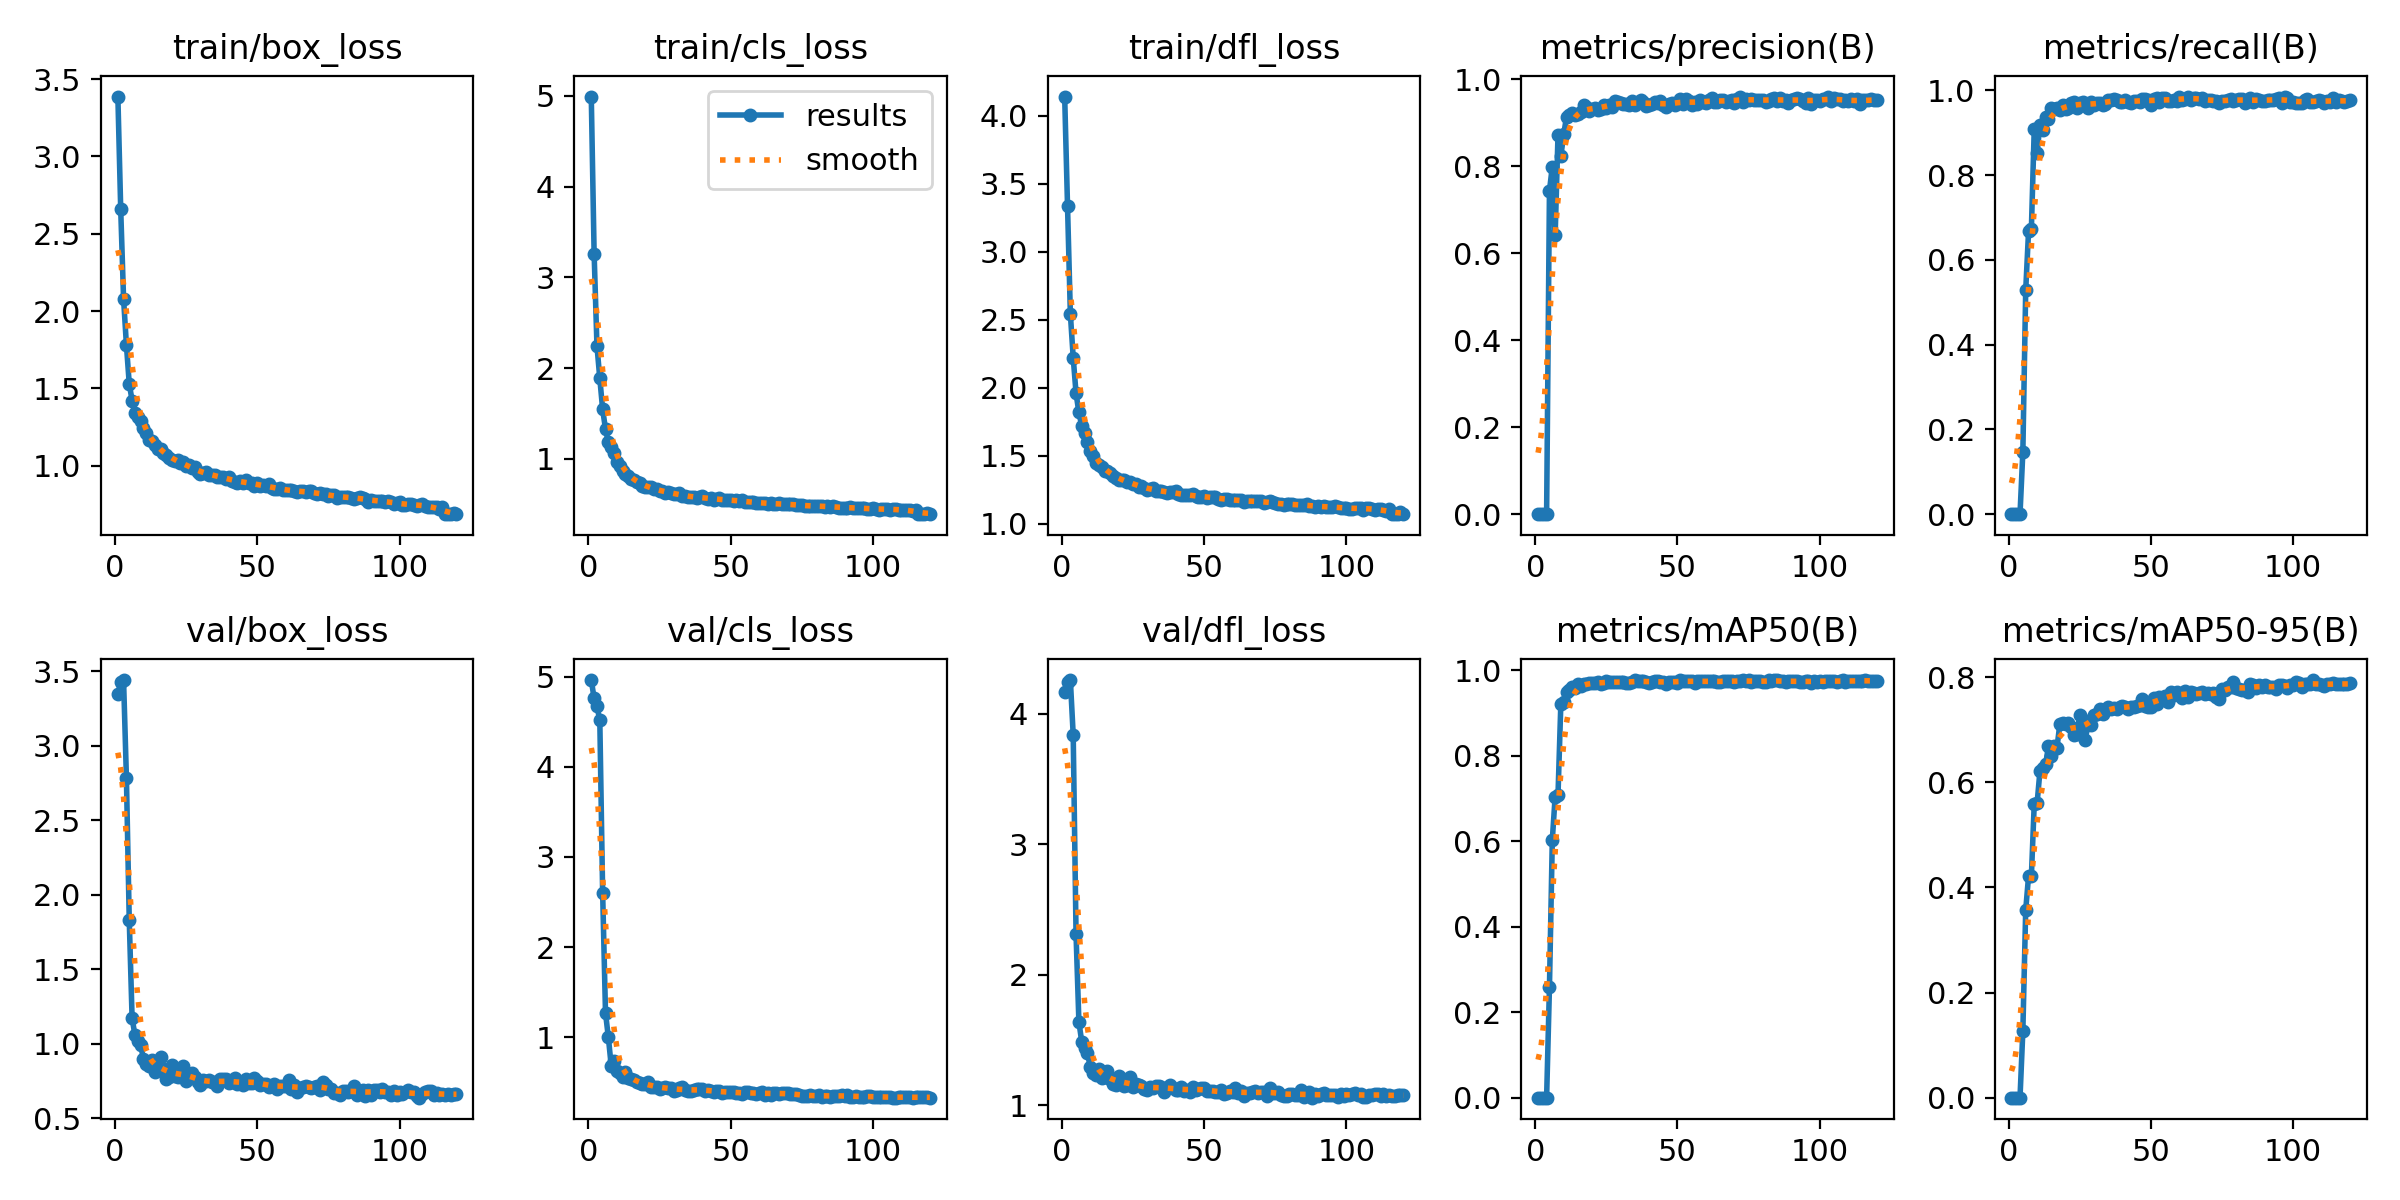 train/box_loss
3.5
3.0
2.5
2.0
1.5
1.0
0 50 100
train/cls_loss
results
smooth
5
4
3
2
1
0 50 100
train/dfl_loss
4.0
3.5
3.0
2.5
2.0
1.5
1.0
0 50 100
metrics/precision(B)
1.0
0.8
0.6
0.4
0.2
0.0
0 50 100
metrics/recall(B)
1.0
0.8
0.6
0.4
0.2
0.0
0 50 100
val/box_loss
3.5
3.0
2.5
2.0
1.5
1.0
0.5
0 50 100
val/cls_loss
5
4
3
2
1
0 50 100
val/dfl_loss
4
3
2
1
0 50 100
metrics/mAP50(B)
1.0
0.8
0.6
0.4
0.2
0.0
0 50 100
metrics/mAP50-95(B)
0.8
0.6
0.4
0.2
0.0
0 50 100